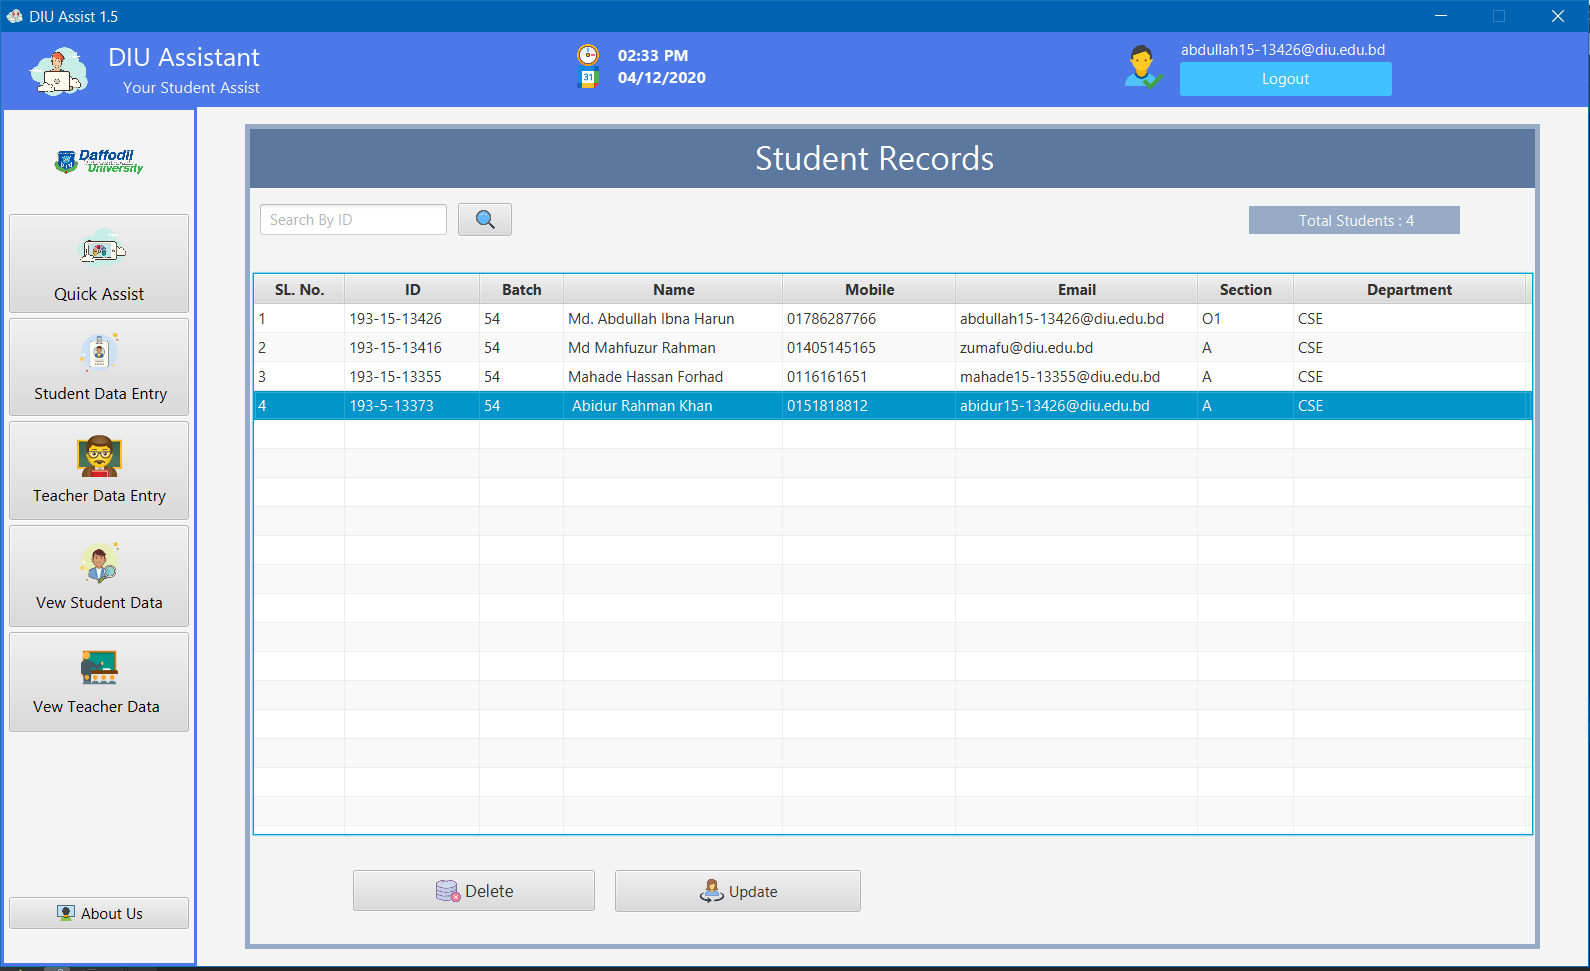 DIU Assist 1.5
DIU Assistant
Your Student Assist
02:33 PM
31
04/12/2020
abdullah15-13426@diu.edu.bd
Logout
Daffodil
University
Quick Assist
Student Data Entry
Teacher Data Entry
Vew Student Data
Vew Teacher Data
About Us
Student Records
Search By ID
Total Students : 4
SL. No. ID Batch Name Mobile Email Section Department
1 193-15-13426 54 Md. Abdullah Ibna Harun 01786287766 abdullah15-13426@diu.edu.bd O1 CSE
2 193-15-13416 54 Md Mahfuzur Rahman 01405145165 zumafu@diu.edu.bd A CSE
3 193-15-13355 54 Mahade Hassan Forhad 0116161651 mahade15-13355@diu.edu.bd A CSE
4 193-5-13373 54 Abidur Rahman Khan 0151818812 abidur15-13426@diu.edu.bd A CSE
Delete
Update